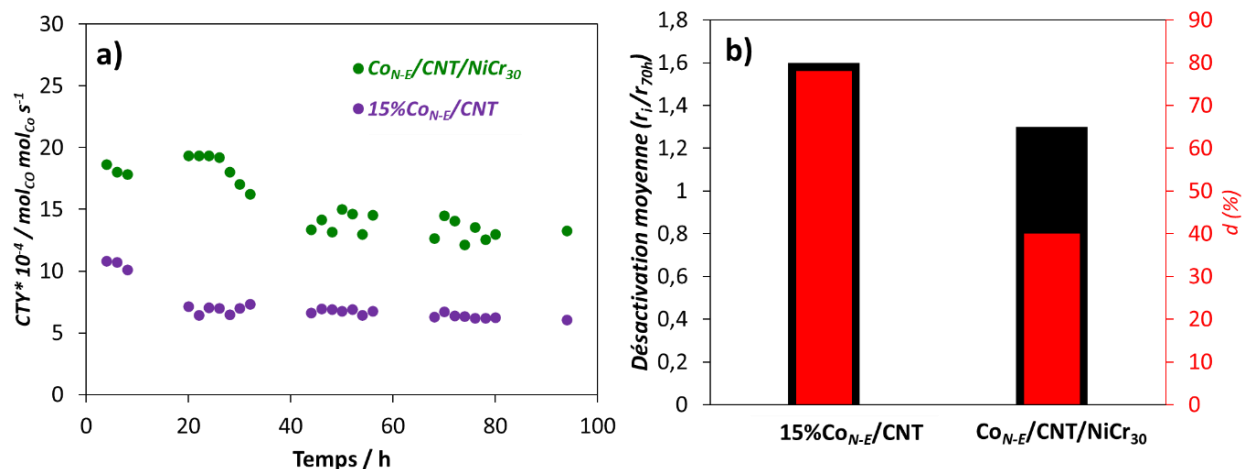 a)
30
25
20
15
10
5
0
CTY* 10⁻⁴ / mol_CO mol_Co s⁻¹
Co_N-E/CNT/NiCr₃₀
15%Co_N-E/CNT
0 20 40 60 80 100
Temps / h
b)
1,8
1,6
1,4
1,2
1
0,8
0,6
0,4
0,2
0
Désactivation moyenne (r_i/r_70h)
90
80
70
60
50
40
30
20
10
0
d (%)
15%Co_N-E/CNT Co_N-E/CNT/NiCr₃₀